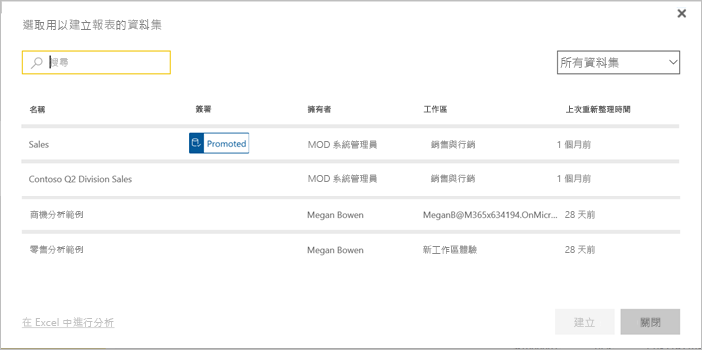 選取用以建立報表的資料集
搜尋
所有資料集
名稱 簽署 擁有者 工作區 上次重新整理時間
Sales Promoted MOD 系統管理員 銷售與行銷 1 個月前
Contoso Q2 Division Sales MOD 系統管理員 銷售與行銷 1 個月前
商機分析範例 Megan Bowen MeganB@M365x634194.OnMicr... 28 天前
零售分析範例 Megan Bowen 新工作區體驗 28 天前
在 Excel 中進行分析 建立 關閉